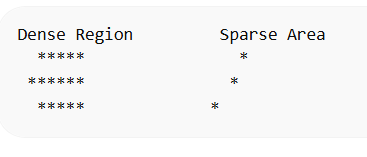 Dense Region         Sparse Area
  *****                *
 ******               *
  *****             *